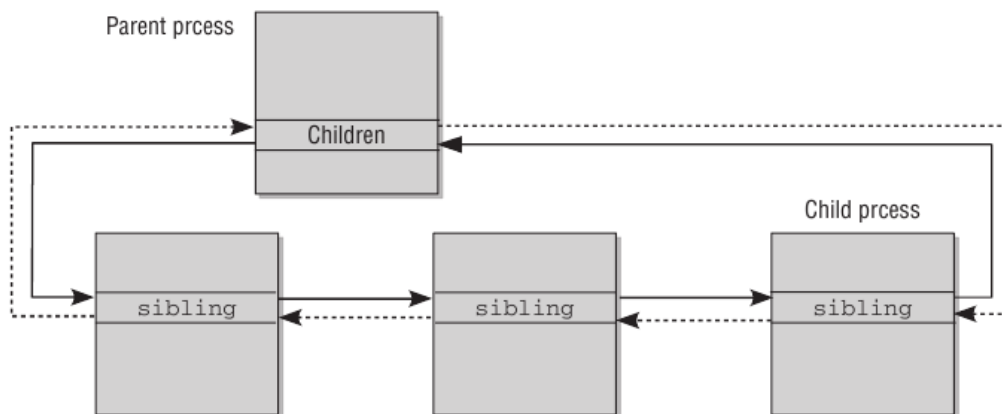 Parent prcess
Children
Child prcess
sibling
sibling
sibling